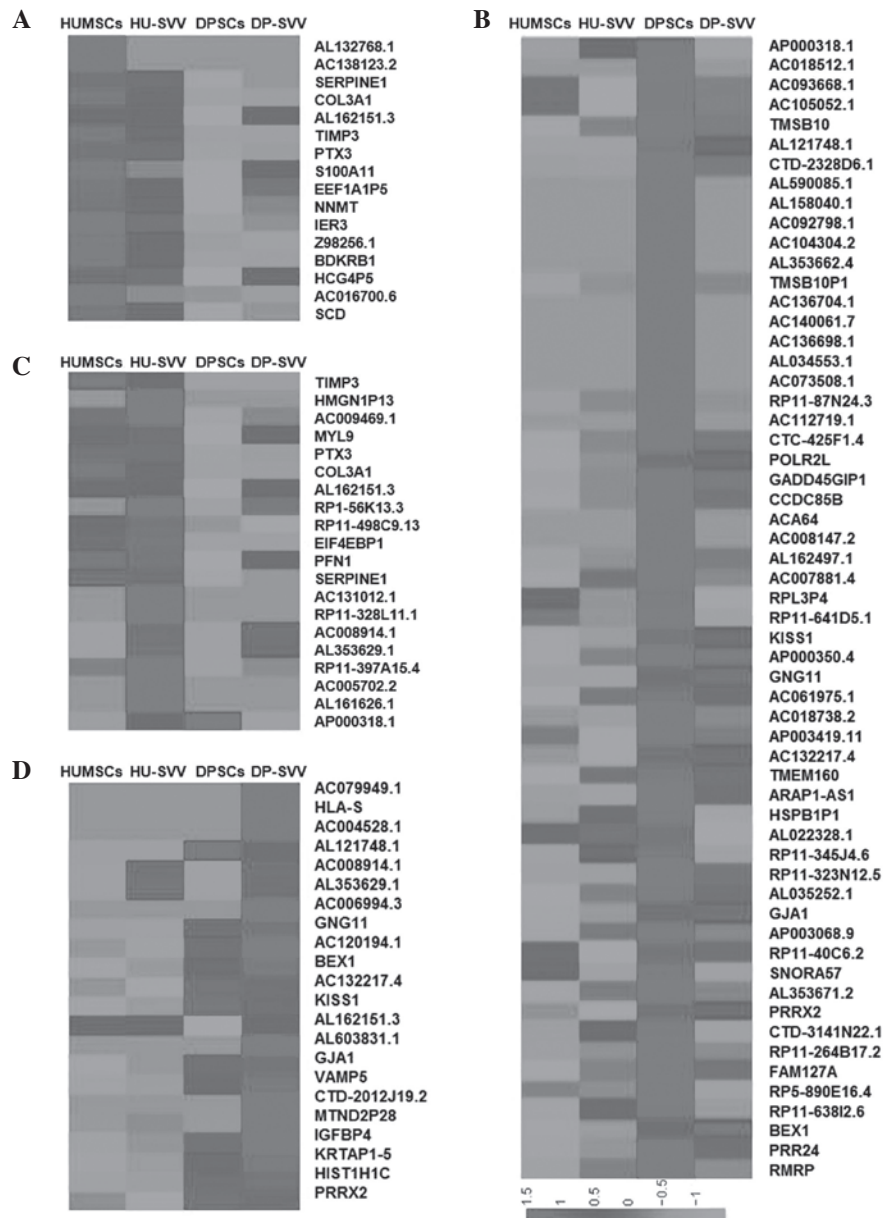 A
HUMSCs HU-SVV DPSCs DP-SVV
AL132768.1
AC138123.2
SERPINE1
COL3A1
AL162151.3
TIMP3
PTX3
S100A11
EEF1A1P5
NNMT
IER3
Z98256.1
BDKRB1
HCG4P5
AC016700.6
SCD
C
HUMSCs HU-SVV DPSCs DP-SVV
TIMP3
HMGN1P13
AC009469.1
MYL9
PTX3
COL3A1
AL162151.3
RP1-56K13.3
RP11-498C9.13
EIF4EBP1
PFN1
SERPINE1
AC131012.1
RP11-328L11.1
AC008914.1
AL353629.1
RP11-397A15.4
AC005702.2
AL161626.1
AP000318.1
D
HUMSCs HU-SVV DPSCs DP-SVV
AC079949.1
HLA-S
AC004528.1
AL121748.1
AC008914.1
AL353629.1
AC006994.3
GNG11
AC120194.1
BEX1
AC132217.4
KISS1
AL162151.3
AL603831.1
GJA1
VAMP5
CTD-2012J19.2
MTND2P28
IGFBP4
KRTAP1-5
HIST1H1C
PRRX2
B
HUMSCs HU-SVV DPSCs DP-SVV
AP000318.1
AC018512.1
AC093668.1
AC105052.1
TMSB10
AL121748.1
CTD-2328D6.1
AL590085.1
AL158040.1
AC092798.1
AC104304.2
AL353662.4
TMSB10P1
AC136704.1
AC140061.7
AC136698.1
AL034553.1
AC073508.1
RP11-87N24.3
AC112719.1
CTC-425F1.4
POLR2L
GADD45GIP1
CCDC85B
ACA64
AC008147.2
AL162497.1
AC007881.4
RPL3P4
RP11-641D5.1
KISS1
AP000350.4
GNG11
AC061975.1
AC018738.2
AP003419.11
AC132217.4
TMEM160
ARAP1-AS1
HSPB1P1
AL022328.1
RP11-345J4.6
RP11-323N12.5
AL035252.1
GJA1
AP003068.9
RP11-40C6.2
SNORA57
AL353671.2
PRRX2
CTD-3141N22.1
RP11-264B17.2
FAM127A
RP5-890E16.4
RP11-638I2.6
BEX1
PRR24
RMRP
1.5 1 0.5 0 −0.5 −1